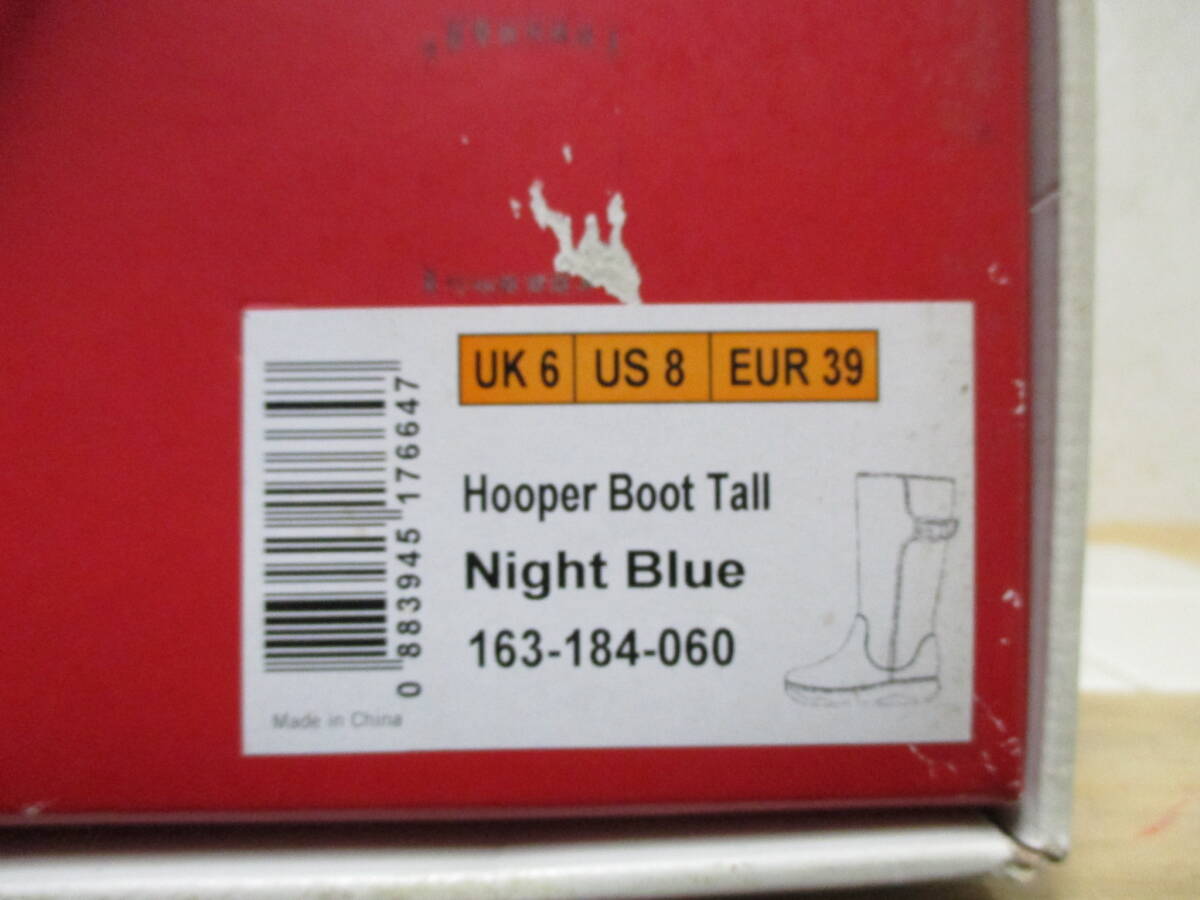 UK 6 US 8 EUR 39
Hooper Boot Tall
Night Blue
163-184-060
0 883945 176647
Made in China